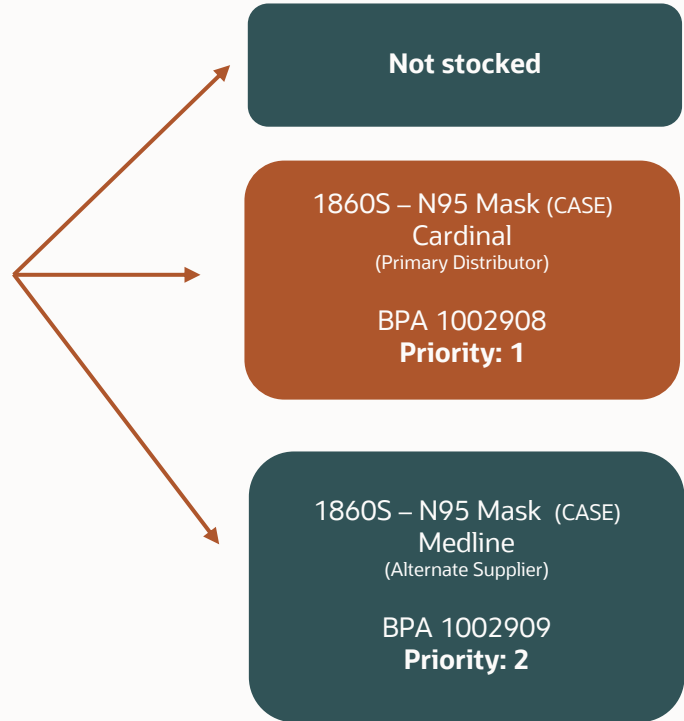 Not stocked
1860S – N95 Mask (CASE)
Cardinal
(Primary Distributor)
BPA 1002908
Priority: 1
1860S – N95 Mask (CASE)
Medline
(Alternate Supplier)
BPA 1002909
Priority: 2